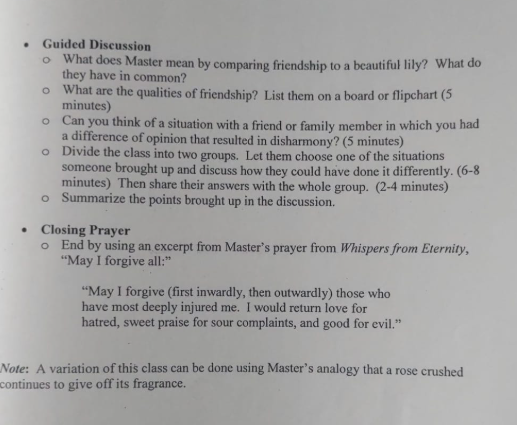 • Guided Discussion
o What does Master mean by comparing friendship to a beautiful lily? What do
they have in common?
o What are the qualities of friendship? List them on a board or flipchart (5
minutes)
o Can you think of a situation with a friend or family member in which you had
a difference of opinion that resulted in disharmony? (5 minutes)
o Divide the class into two groups. Let them choose one of the situations
someone brought up and discuss how they could have done it differently. (6-8
minutes) Then share their answers with the whole group. (2-4 minutes)
o Summarize the points brought up in the discussion.
• Closing Prayer
o End by using an excerpt from Master's prayer from Whispers from Eternity,
"May I forgive all:"
"May I forgive (first inwardly, then outwardly) those who
have most deeply injured me. I would return love for
hatred, sweet praise for sour complaints, and good for evil."
Note: A variation of this class can be done using Master's analogy that a rose crushed
continues to give off its fragrance.